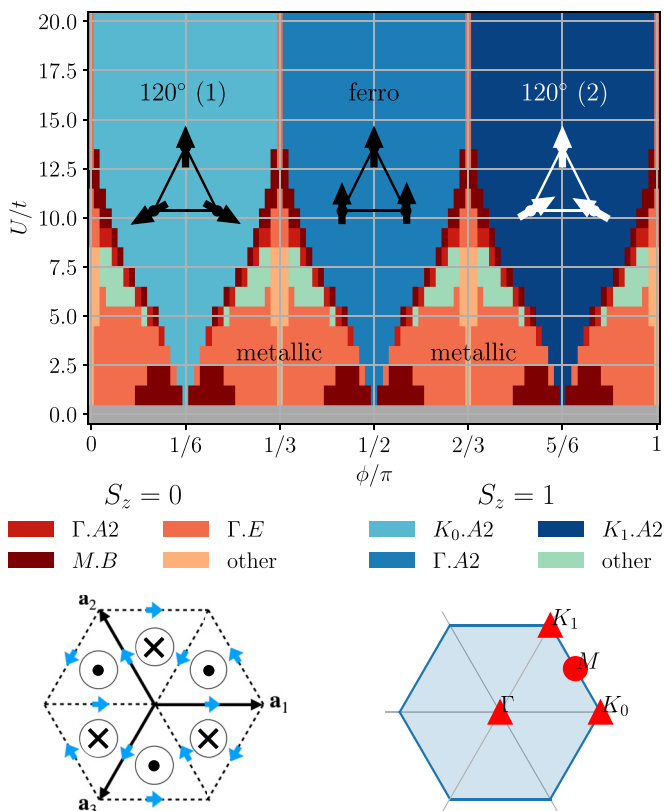 20.0
17.5
15.0
12.5
10.0
7.5
5.0
2.5
0.0
U/t
120° (1)
ferro
120° (2)
metallic
metallic
0
1/6
1/3
1/2
2/3
5/6
1
ϕ/π
S_z = 0
S_z = 1
Γ.A2
Γ.E
K_0.A2
K_1.A2
M.B
other
Γ.A2
other
a_2
a_1
a_3
K_1
M
Γ
K_0